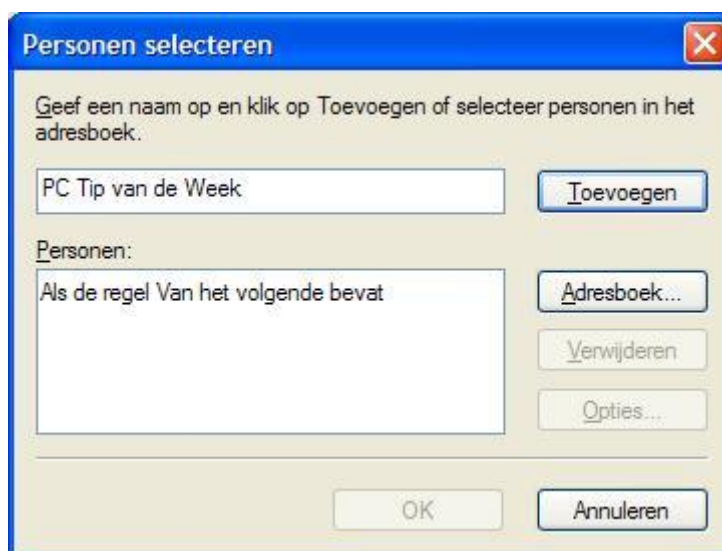 Personen selecteren
Geef een naam op en klik op Toevoegen of selecteer personen in het
adresboek.
PC Tip van de Week
Toevoegen
Personen:
Als de regel Van het volgende bevat
Adresboek...
Verwijderen
Opties...
OK
Annuleren